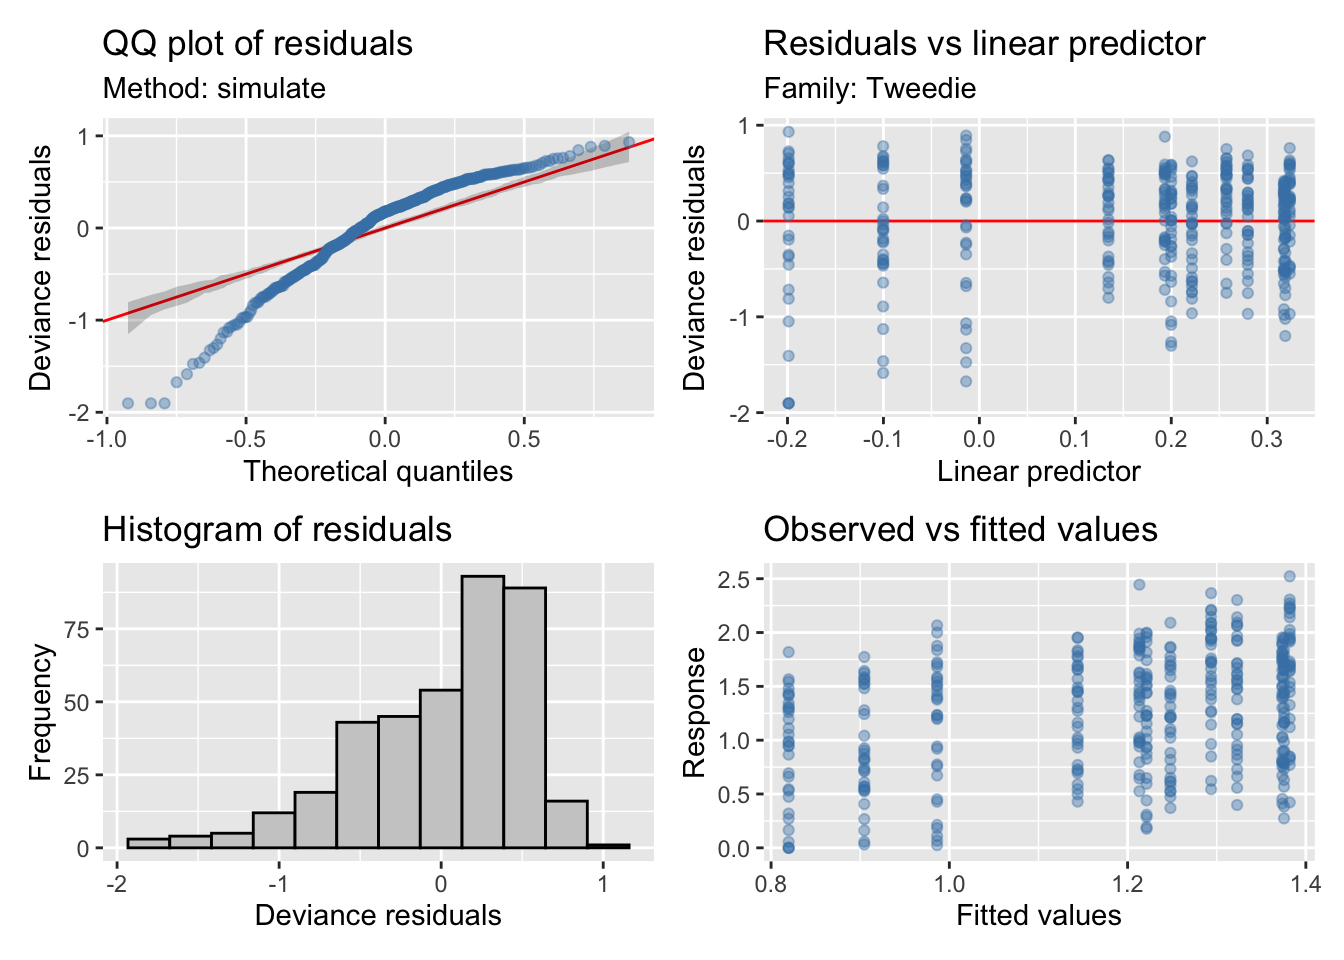 QQ plot of residuals
Method: simulate
Deviance residuals
1
0
-1
-2
-1.0 -0.5 0.0 0.5
Theoretical quantiles
Residuals vs linear predictor
Family: Tweedie
Deviance residuals
1
0
-1
-2
-0.2 -0.1 0.0 0.1 0.2 0.3
Linear predictor
Histogram of residuals
Frequency
75
50
25
0
-2 -1 0 1
Deviance residuals
Observed vs fitted values
Response
2.5
2.0
1.5
1.0
0.5
0.0
0.8 1.0 1.2 1.4
Fitted values